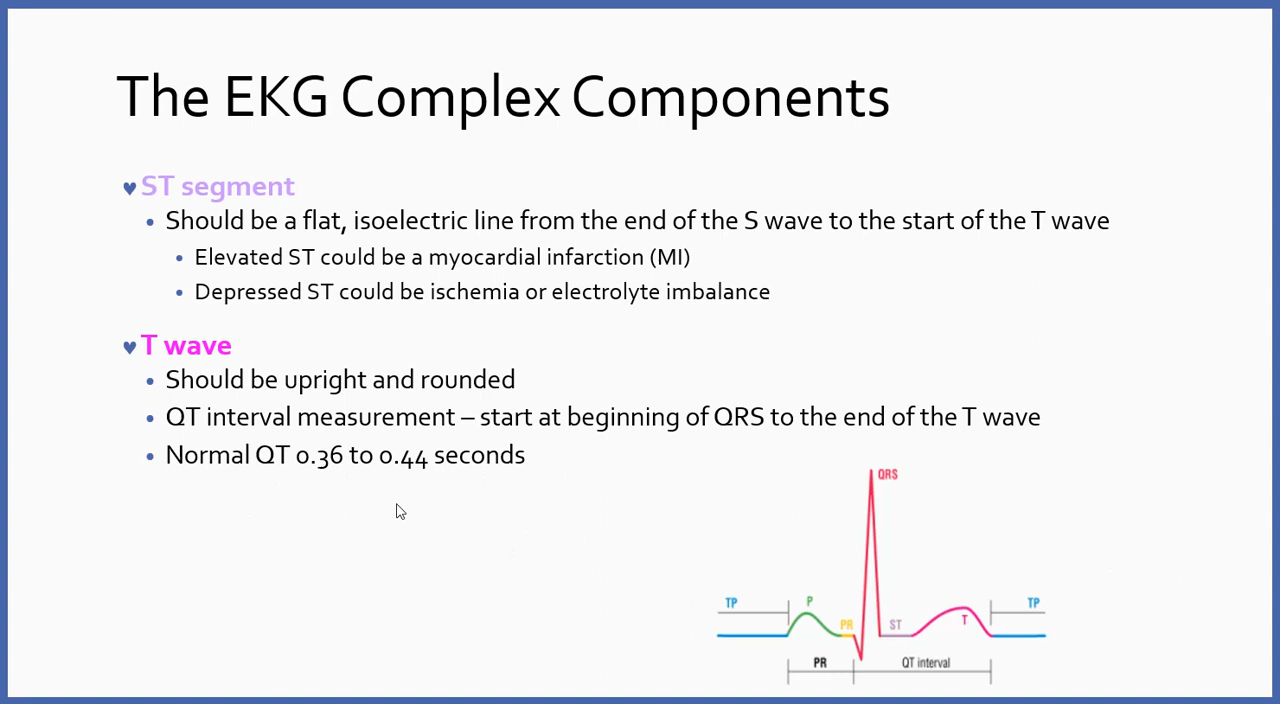 The EKG Complex Components
♥ ST segment
• Should be a flat, isoelectric line from the end of the S wave to the start of the T wave
• Elevated ST could be a myocardial infarction (MI)
• Depressed ST could be ischemia or electrolyte imbalance
♥ T wave
• Should be upright and rounded
• QT interval measurement – start at beginning of QRS to the end of the T wave
• Normal QT 0.36 to 0.44 seconds
QRS
TP P PR ST T TP
PR QT interval